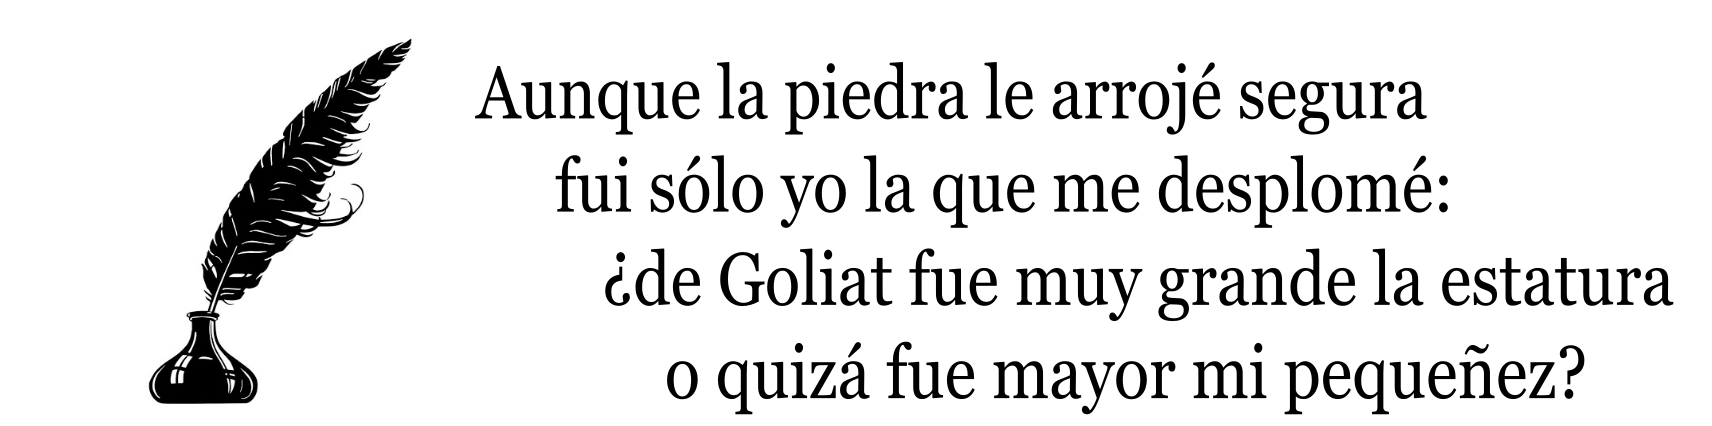 Aunque la piedra le arrojé segura
fui sólo yo la que me desplomé:
¿de Goliat fue muy grande la estatura
o quizá fue mayor mi pequeñez?